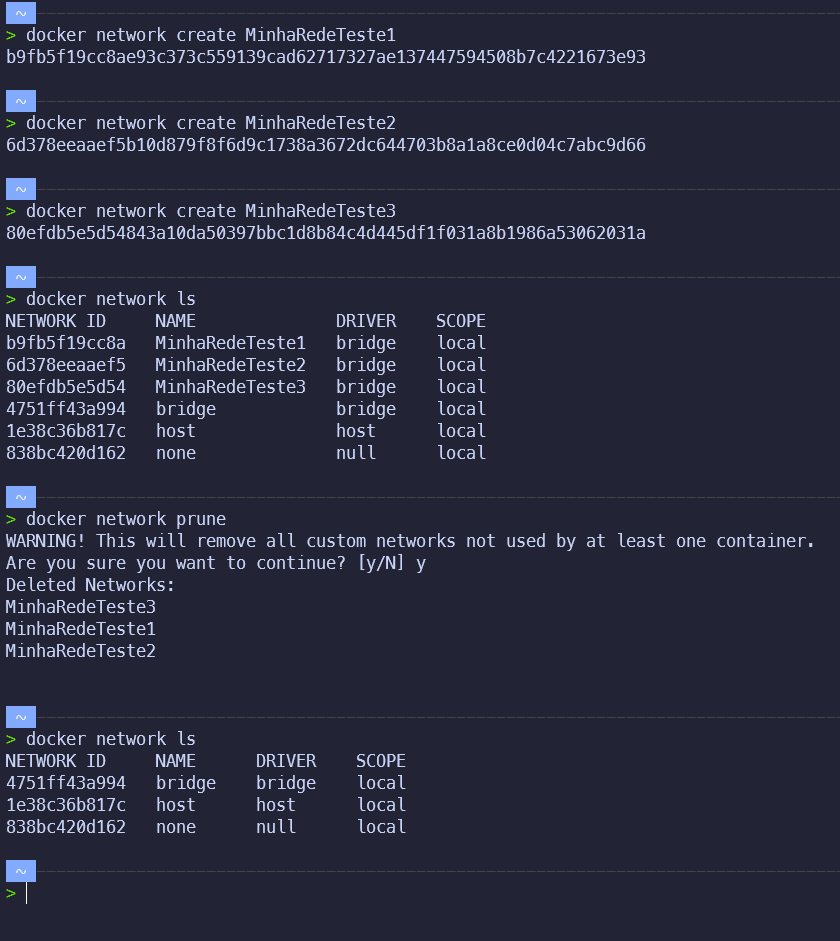 ~
> docker network create MinhaRedeTeste1
b9fb5f19cc8ae93c373c559139cad62717327ae137447594508b7c4221673e93
~
> docker network create MinhaRedeTeste2
6d378eeaaef5b10d879f8f6d9c1738a3672dc644703b8a1a8ce0d04c7abc9d66
~
> docker network create MinhaRedeTeste3
80efdb5e5d54843a10da50397bbc1d8b84c4d445df1f031a8b1986a53062031a
~
> docker network ls
NETWORK ID     NAME              DRIVER    SCOPE
b9fb5f19cc8a   MinhaRedeTeste1   bridge    local
6d378eeaaef5   MinhaRedeTeste2   bridge    local
80efdb5e5d54   MinhaRedeTeste3   bridge    local
4751ff43a994   bridge            bridge    local
1e38c36b817c   host              host      local
838bc420d162   none              null      local
~
> docker network prune
WARNING! This will remove all custom networks not used by at least one container.
Are you sure you want to continue? [y/N] y
Deleted Networks:
MinhaRedeTeste3
MinhaRedeTeste1
MinhaRedeTeste2
~
> docker network ls
NETWORK ID     NAME      DRIVER    SCOPE
4751ff43a994   bridge    bridge    local
1e38c36b817c   host      host      local
838bc420d162   none      null      local
~
>